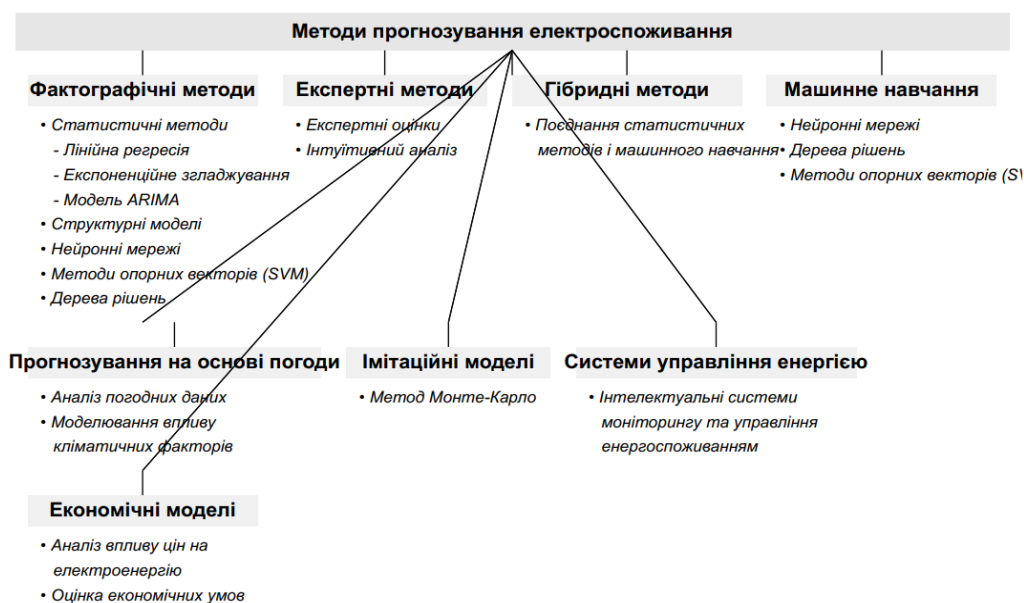 Методи прогнозування електроспоживання
Фактографічні методи
• Статистичні методи
- Лінійна регресія
- Експоненційне згладжування
- Модель ARIMA
• Структурні моделі
• Нейронні мережі
• Методи опорних векторів (SVM)
• Дерева рішень
Експертні методи
• Експертні оцінки
• Інтуїтивний аналіз
Гібридні методи
• Поєднання статистичних
методів і машинного навчання
Машинне навчання
• Нейронні мережі
• Дерева рішень
• Методи опорних векторів (SV
Прогнозування на основі погоди
• Аналіз погодних даних
• Моделювання впливу
кліматичних факторів
Імітаційні моделі
• Метод Монте-Карло
Системи управління енергією
• Інтелектуальні системи
моніторингу та управління
енергоспоживанням
Економічні моделі
• Аналіз впливу цін на
електроенергію
• Оцінка економічних умов